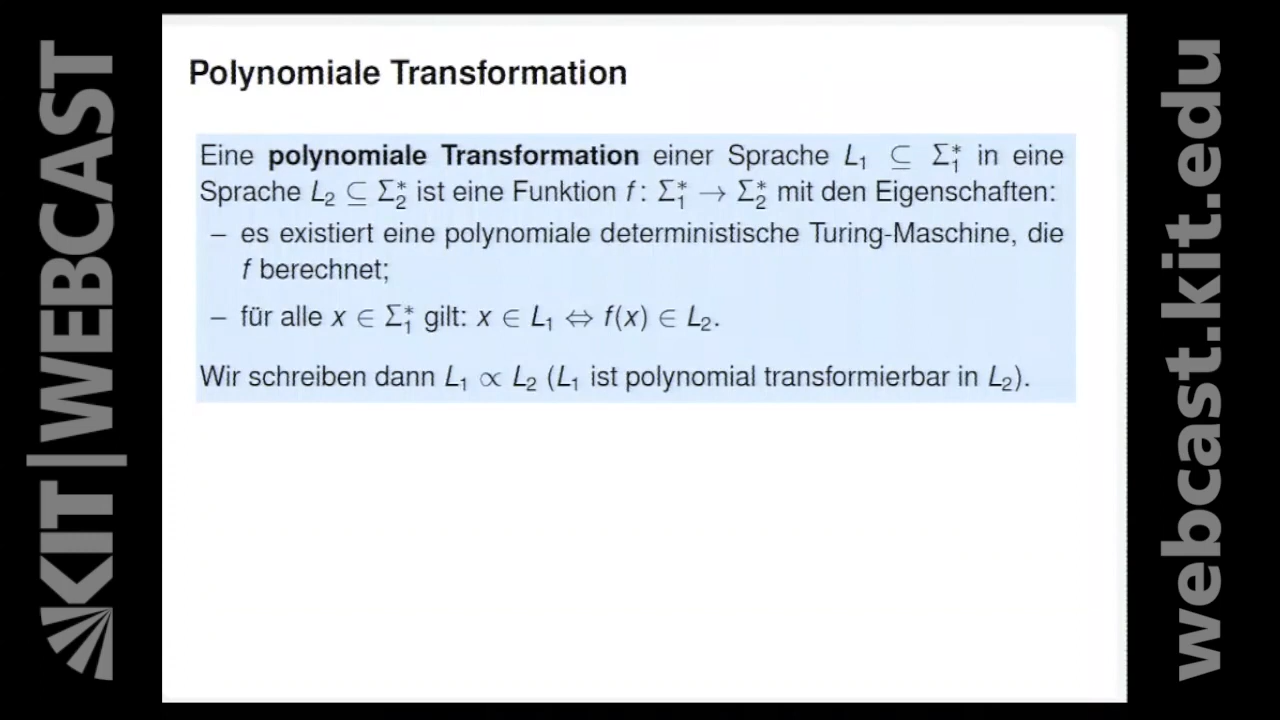 Polynomiale Transformation
Eine polynomiale Transformation einer Sprache L₁ ⊆ Σ₁* in eine
Sprache L₂ ⊆ Σ₂* ist eine Funktion f: Σ₁* → Σ₂* mit den Eigenschaften:
– es existiert eine polynomiale deterministische Turing-Maschine, die
f berechnet;
– für alle x ∈ Σ₁* gilt: x ∈ L₁ ⇔ f(x) ∈ L₂.
Wir schreiben dann L₁ ∝ L₂ (L₁ ist polynomial transformierbar in L₂).
KIT|WEBCAST
webcast.kit.edu